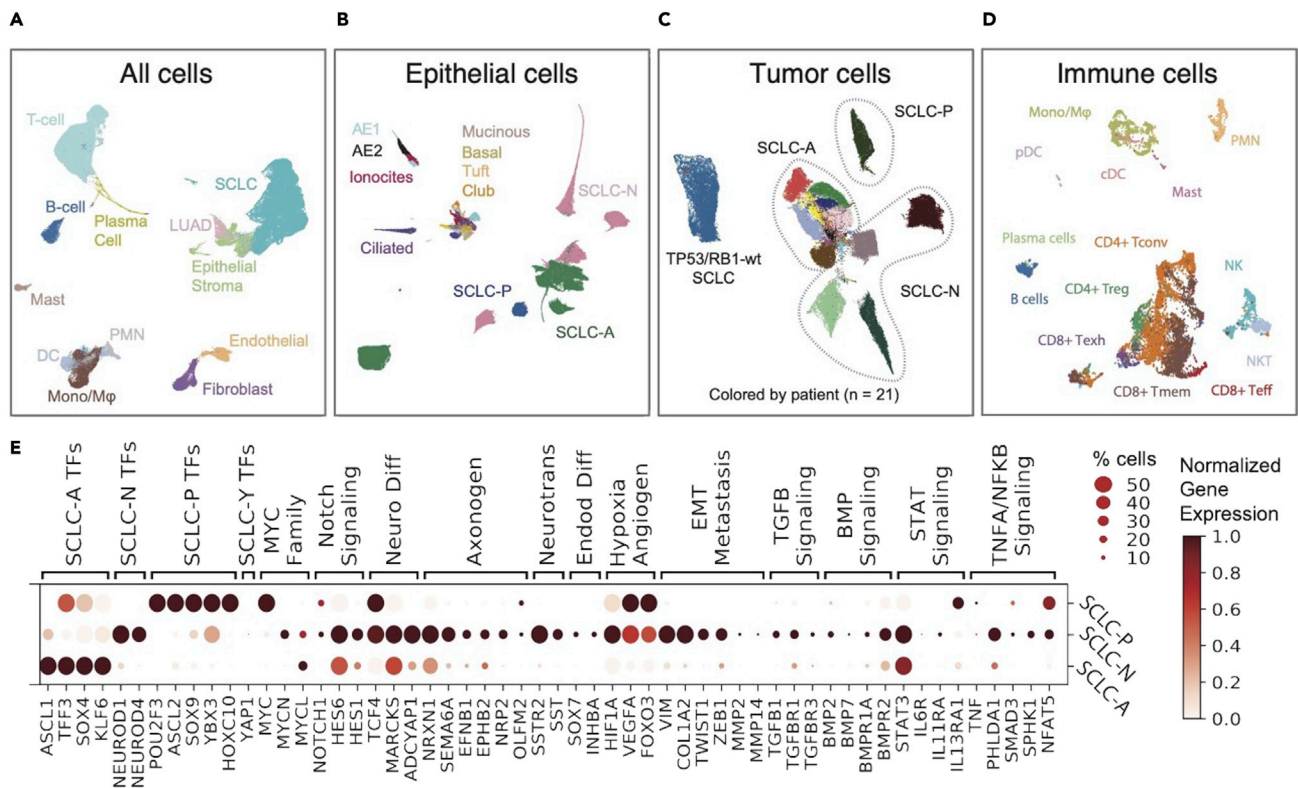 A
B
C
D
All cells
T-cell
SCLC
B-cell
Plasma
Cell
LUAD
Epithelial
Stroma
Mast
PMN
DC
Mono/Mφ
Endothelial
Fibroblast
Epithelial cells
AE1
AE2
Ionocites
Mucinous
Basal
Tuft
Club
SCLC-N
Ciliated
SCLC-P
SCLC-A
Tumor cells
SCLC-P
SCLC-A
TP53/RB1-wt
SCLC
SCLC-N
Colored by patient (n = 21)
Immune cells
Mono/Mφ
PMN
pDC
cDC
Mast
Plasma cells
CD4+ Tconv
B cells
CD4+ Treg
NK
CD8+ Texh
NKT
CD8+ Tmem
CD8+ Teff
E
SCLC-A TFs
SCLC-N TFs
SCLC-P TFs
SCLC-Y TFs
MYC
Family
Notch
Signaling
Neuro Diff
Axonogen
Neurotrans
Endod Diff
Hypoxia
Angiogen
EMT
Metastasis
TGFB
Signaling
BMP
Signaling
STAT
Signaling
TNFA/NFKB
Signaling
% cells
50
40
30
20
10
Normalized
Gene
Expression
1.0
0.8
0.6
0.4
0.2
0.0
SCLC-P
SCLC-N
SCLC-A
ASCL1
TFF3
SOX4
KLF6
NEUROD1
NEUROD4
POU2F3
ASCL2
SOX9
YBX3
HOXC10
YAP1
MYC
MYCN
MYCL
NOTCH1
HES6
HES1
TCF4
MARCKS
ADCYAP1
NRXN1
SEMA6A
EFNB1
EPHB2
NRP2
OLFM2
SSTR2
SST
SOX7
INHBA
HIF1A
VEGFA
FOXO3
VIM
COL1A2
TWIST1
ZEB1
MMP2
MMP14
TGFB1
TGFBR1
TGFBR3
BMP2
BMP7
BMPR1A
BMPR2
STAT3
IL6R
IL11RA
IL13RA1
TNF
PHLDA1
SMAD3
SPHK1
NFAT5